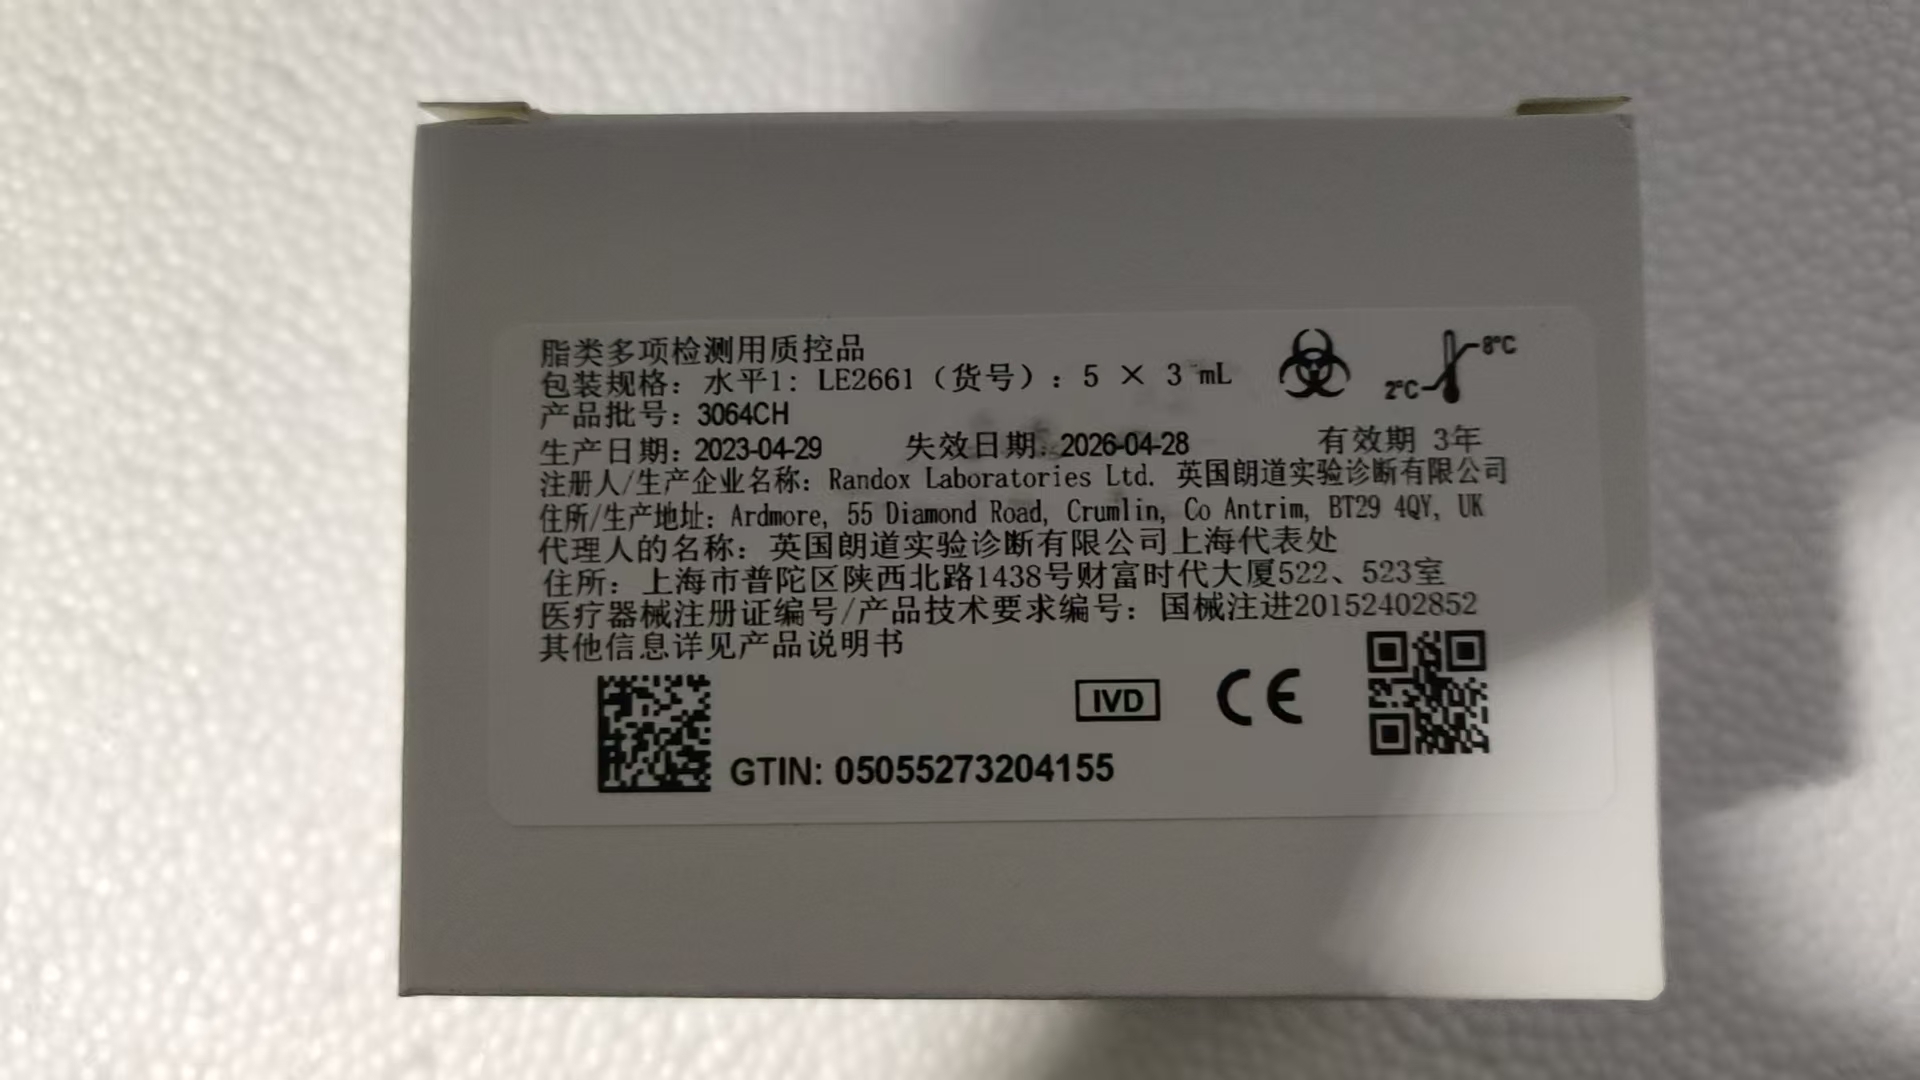 脂类多项检测用质控品
包装规格：水平1：LE2661（货号）：5 × 3 mL
8℃
2℃
产品批号：3064CH
生产日期：2023-04-29 失效日期：2026-04-28 有效期 3年
注册人/生产企业名称：Randox Laboratories Ltd. 英国朗道实验诊断有限公司
住所/生产地址：Ardmore, 55 Diamond Road, Crumlin, Co Antrim, BT29 4QY, UK
代理人的名称：英国朗道实验诊断有限公司上海代表处
住所：上海市普陀区陕西北路1438号财富时代大厦522、523室
医疗器械注册证编号/产品技术要求编号：国械注进20152402852
其他信息详见产品说明书
IVD CE
GTIN: 05055273204155